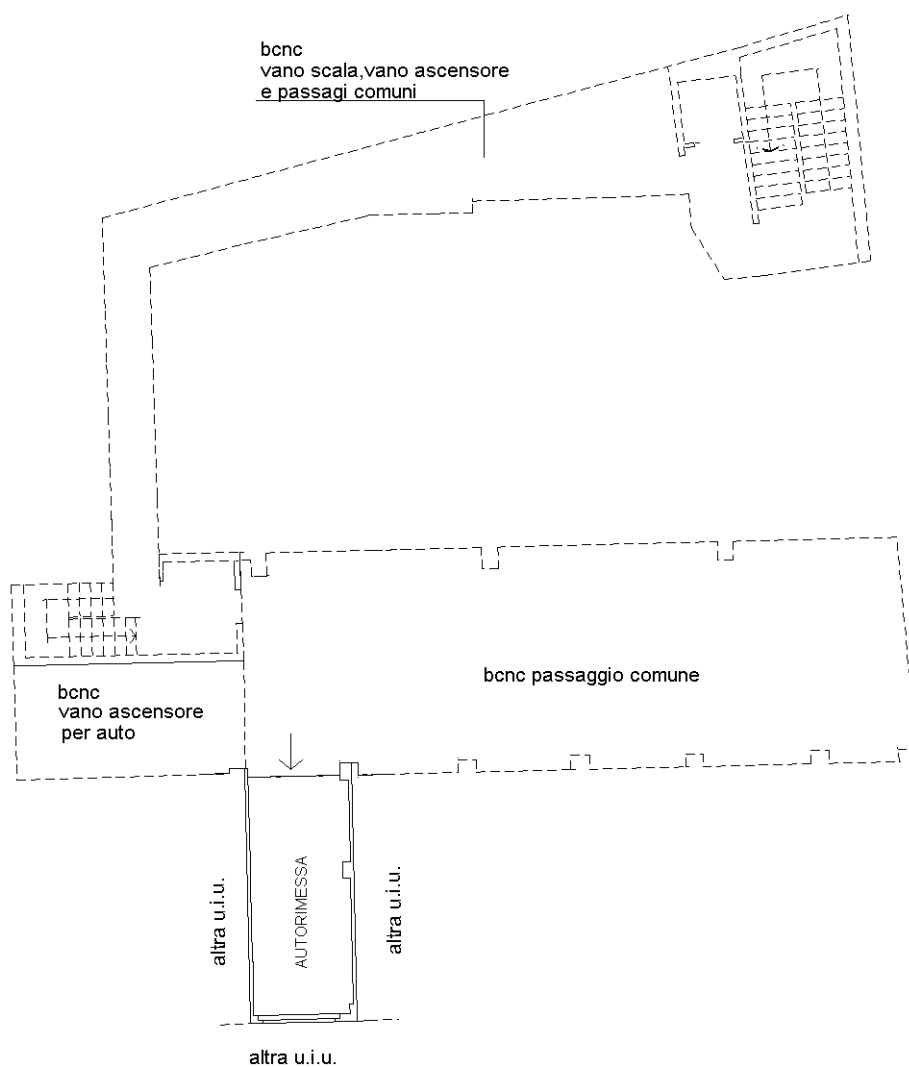 bcnc
vano scala,vano ascensore
e passagi comuni
bcnc passaggio comune
bcnc
vano ascensore
per auto
altra u.i.u.
AUTORIMESSA
altra u.i.u.
altra u.i.u.